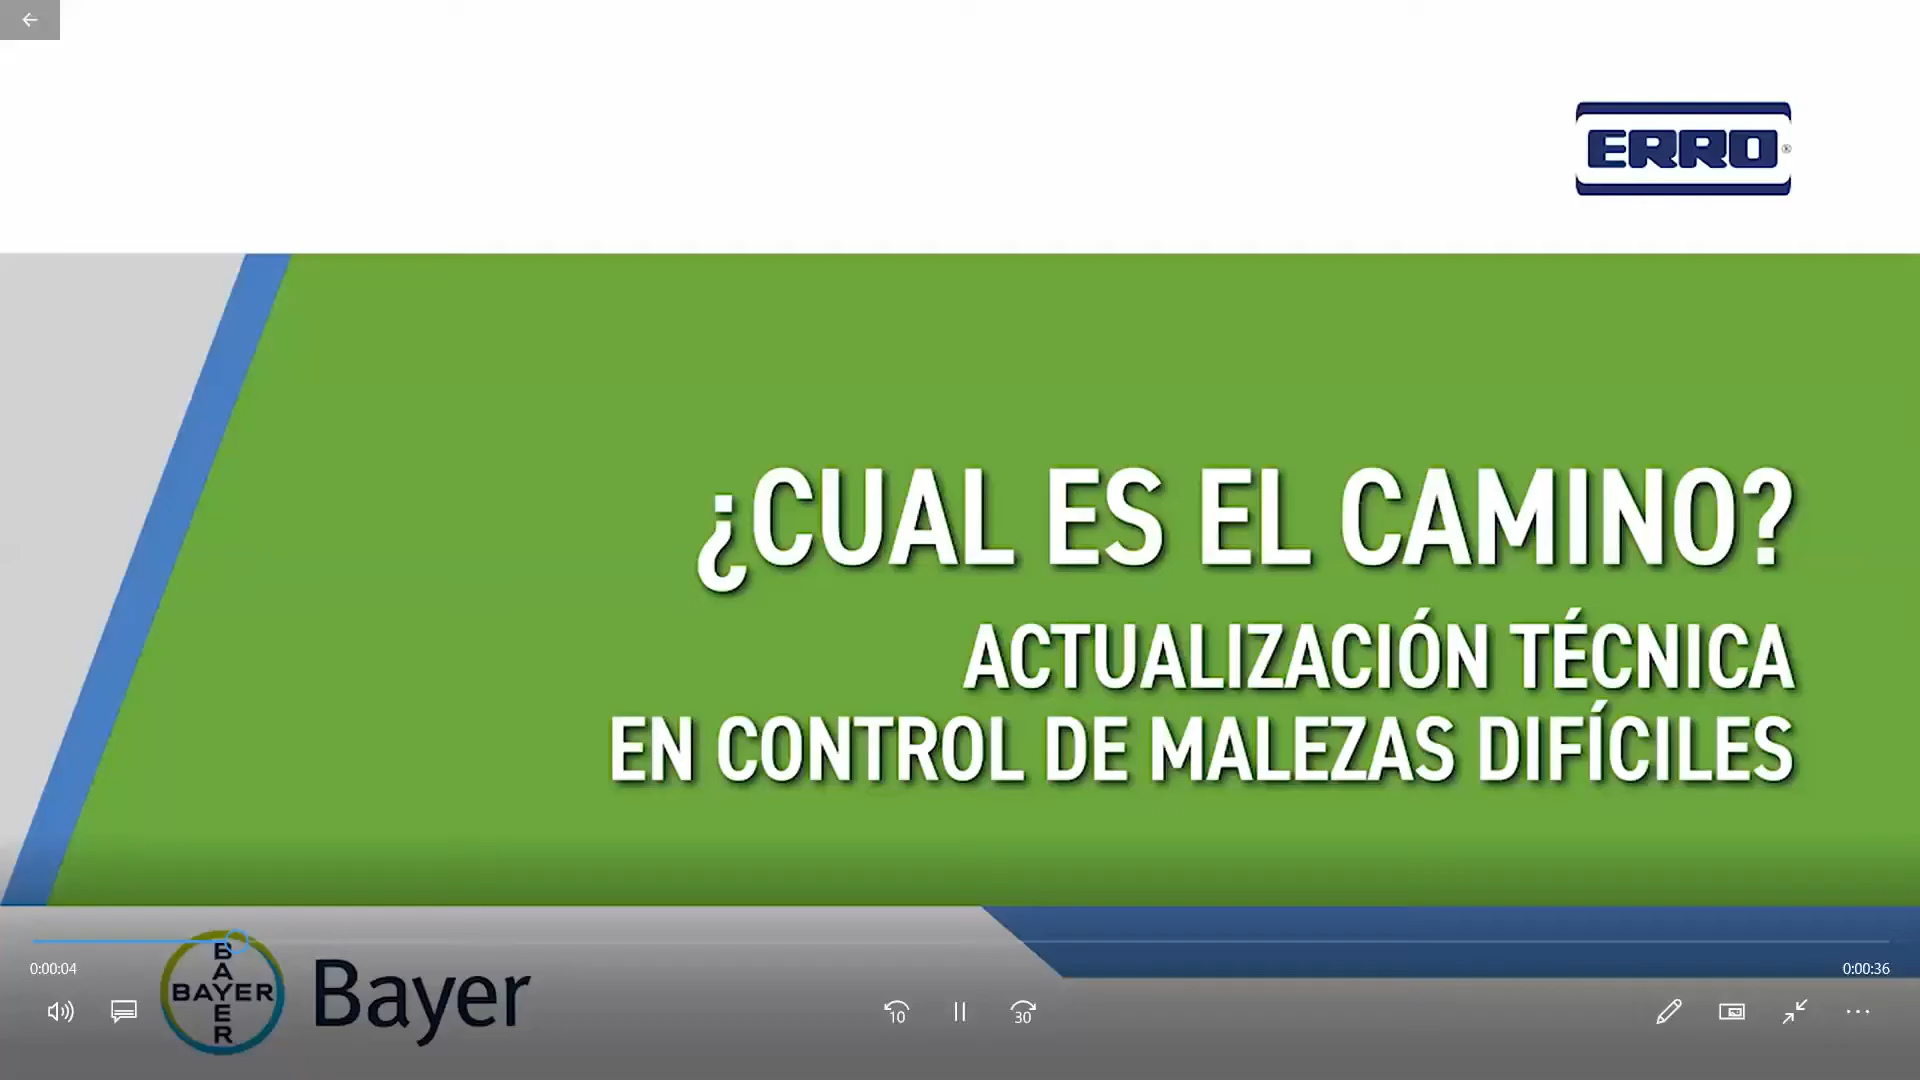 ERRO®
¿CUAL ES EL CAMINO?
ACTUALIZACIÓN TÉCNICA
EN CONTROL DE MALEZAS DIFÍCILES
0:00:04
0:00:36
BAYER
BAYER
Bayer
10
30